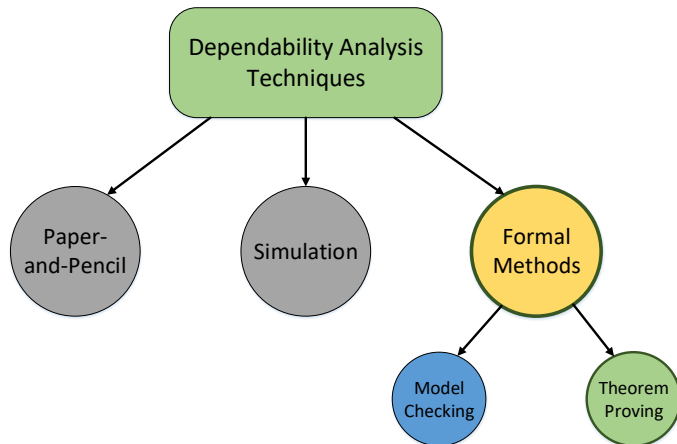 Dependability Analysis
Techniques
Paper-
and-Pencil
Simulation
Formal
Methods
Model
Checking
Theorem
Proving